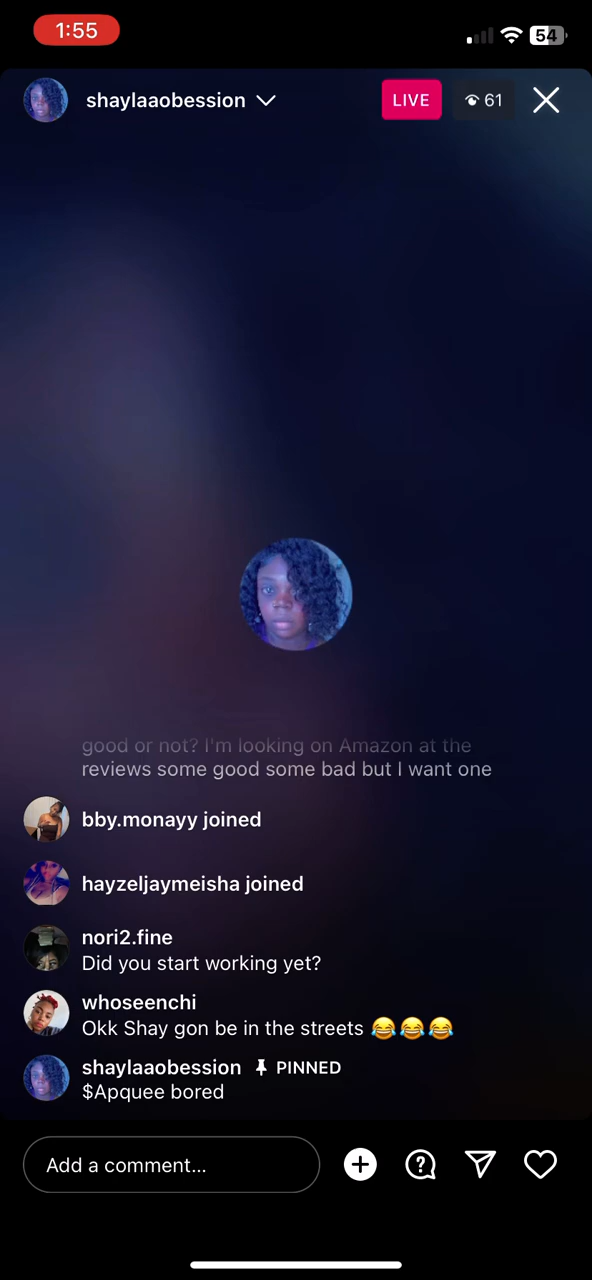 1:55
54
shaylaaobession
LIVE
61
good or not? I'm looking on Amazon at the
reviews some good some bad but I want one
bby.monayy joined
hayzeljaymeisha joined
nori2.fine
Did you start working yet?
whoseenchi
Okk Shay gon be in the streets 😂😂😂
shaylaaobession PINNED
$Apquee bored
Add a comment...